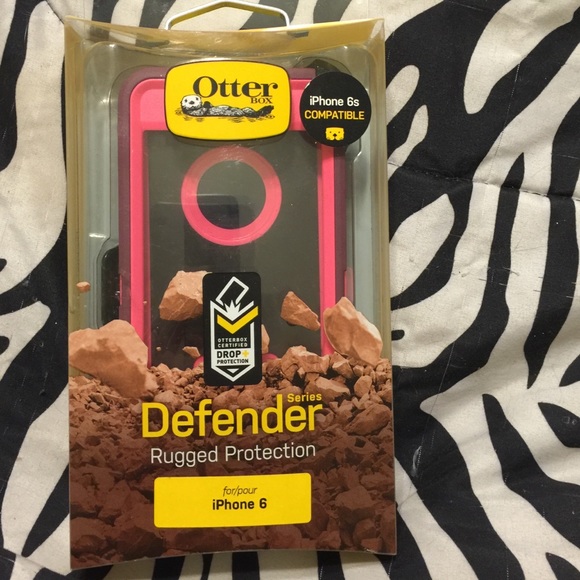 Otter
BOX
iPhone 6s
COMPATIBLE
OTTERBOX
CERTIFIED
DROP+
PROTECTION
Defender
Series
Rugged Protection
for/pour
iPhone 6